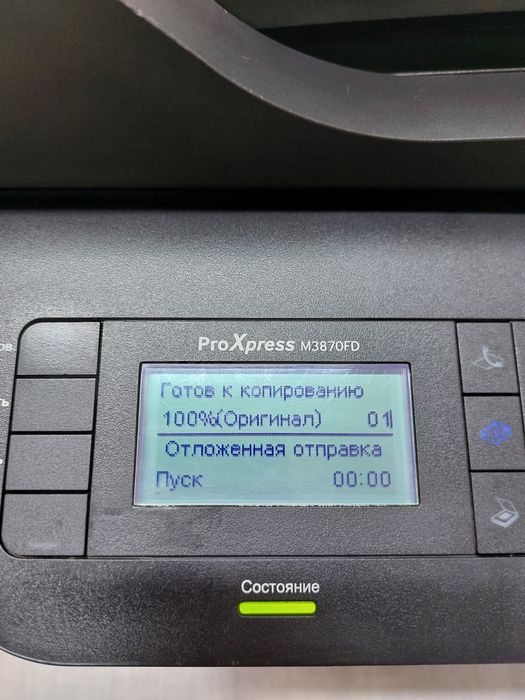 ProXpress M3870FD
Готов к копированию
100%(Оригинал) 01
Отложенная отправка
Пуск 00:00
Состояние